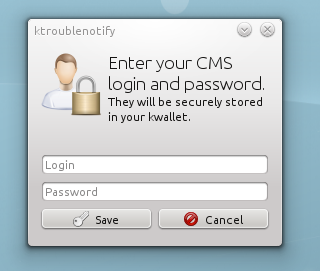 ktroublenotify
Enter your CMS
login and password.
They will be securely stored
in your kwallet.
Login
Password
Save
Cancel